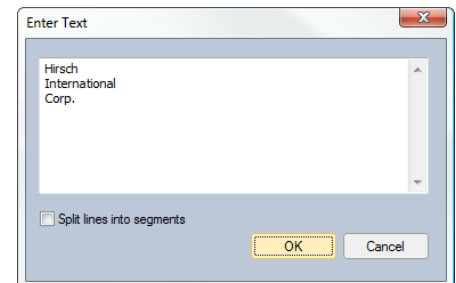 Enter Text
Hirsch
International
Corp.
Split lines into segments
OK Cancel